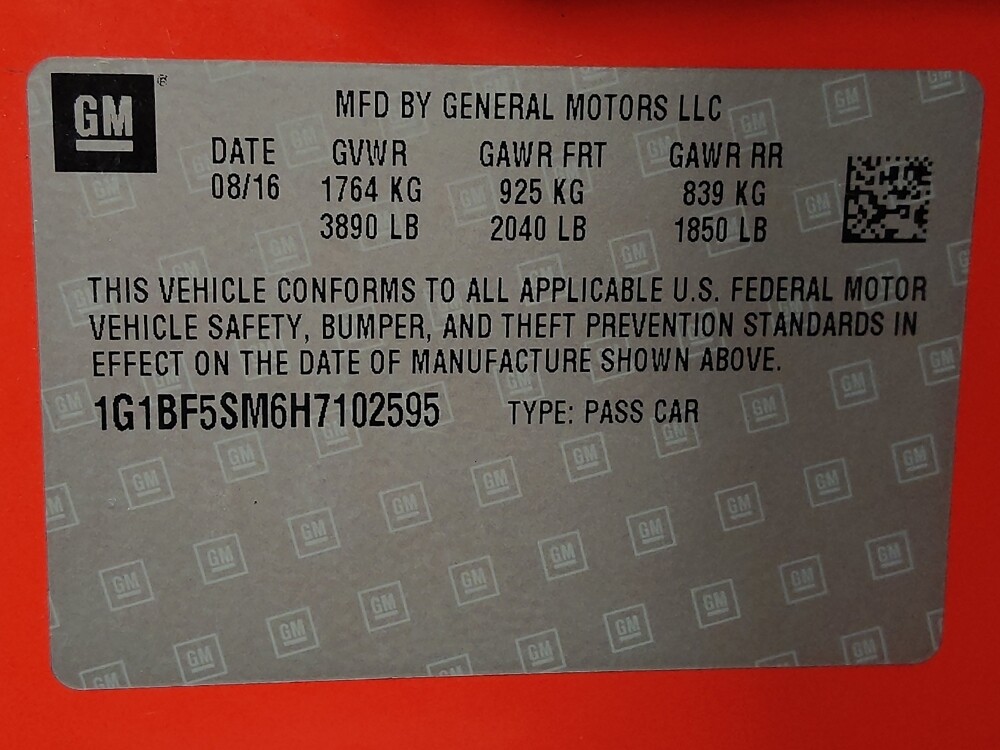 GM
MFD BY GENERAL MOTORS LLC
DATE GVWR GAWR FRT GAWR RR
08/16 1764 KG 925 KG 839 KG
3890 LB 2040 LB 1850 LB
THIS VEHICLE CONFORMS TO ALL APPLICABLE U.S. FEDERAL MOTOR
VEHICLE SAFETY, BUMPER, AND THEFT PREVENTION STANDARDS IN
EFFECT ON THE DATE OF MANUFACTURE SHOWN ABOVE.
1G1BF5SM6H7102595 TYPE: PASS CAR